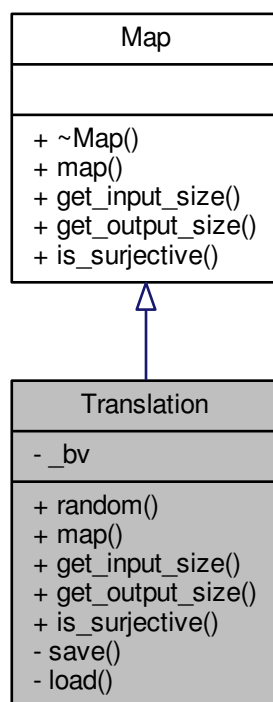 Map
+ ~Map()
+ map()
+ get_input_size()
+ get_output_size()
+ is_surjective()
Translation
- _bv
+ random()
+ map()
+ get_input_size()
+ get_output_size()
+ is_surjective()
- save()
- load()